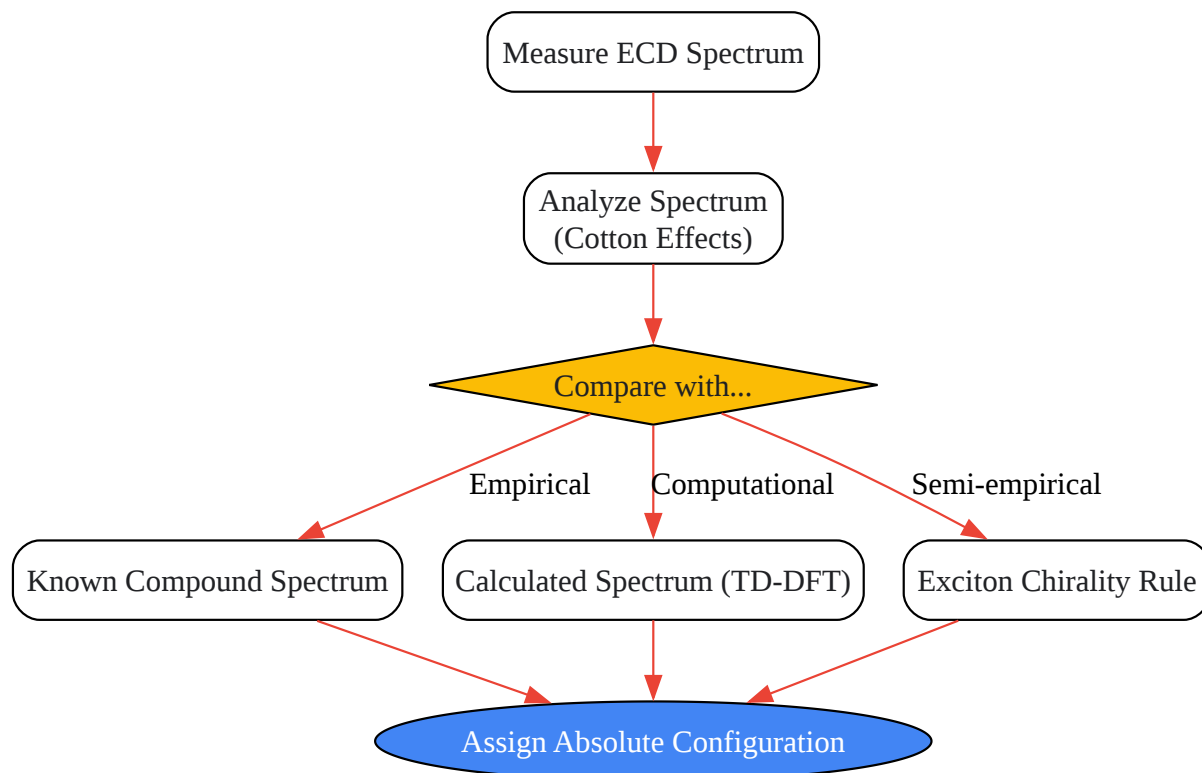 Measure ECD Spectrum
Analyze Spectrum
(Cotton Effects)
Compare with...
Empirical
Computational
Semi-empirical
Known Compound Spectrum
Calculated Spectrum (TD-DFT)
Exciton Chirality Rule
Assign Absolute Configuration